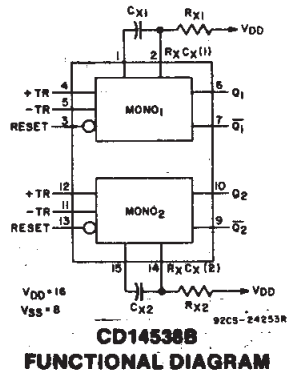 CX1 RX1
VDD
1 2 RXCX(1)
+TR 4 6 Q1
-TR 5 MONO1
RESET 3 7 Q1
+TR 12 10 Q2
-TR 11 MONO2
RESET 13 9 Q2
15 14 RXCX(2)
VDD=16 CX2 RX2 VDD
VSS=8
92CS-24253R
CD14538B
FUNCTIONAL DIAGRAM